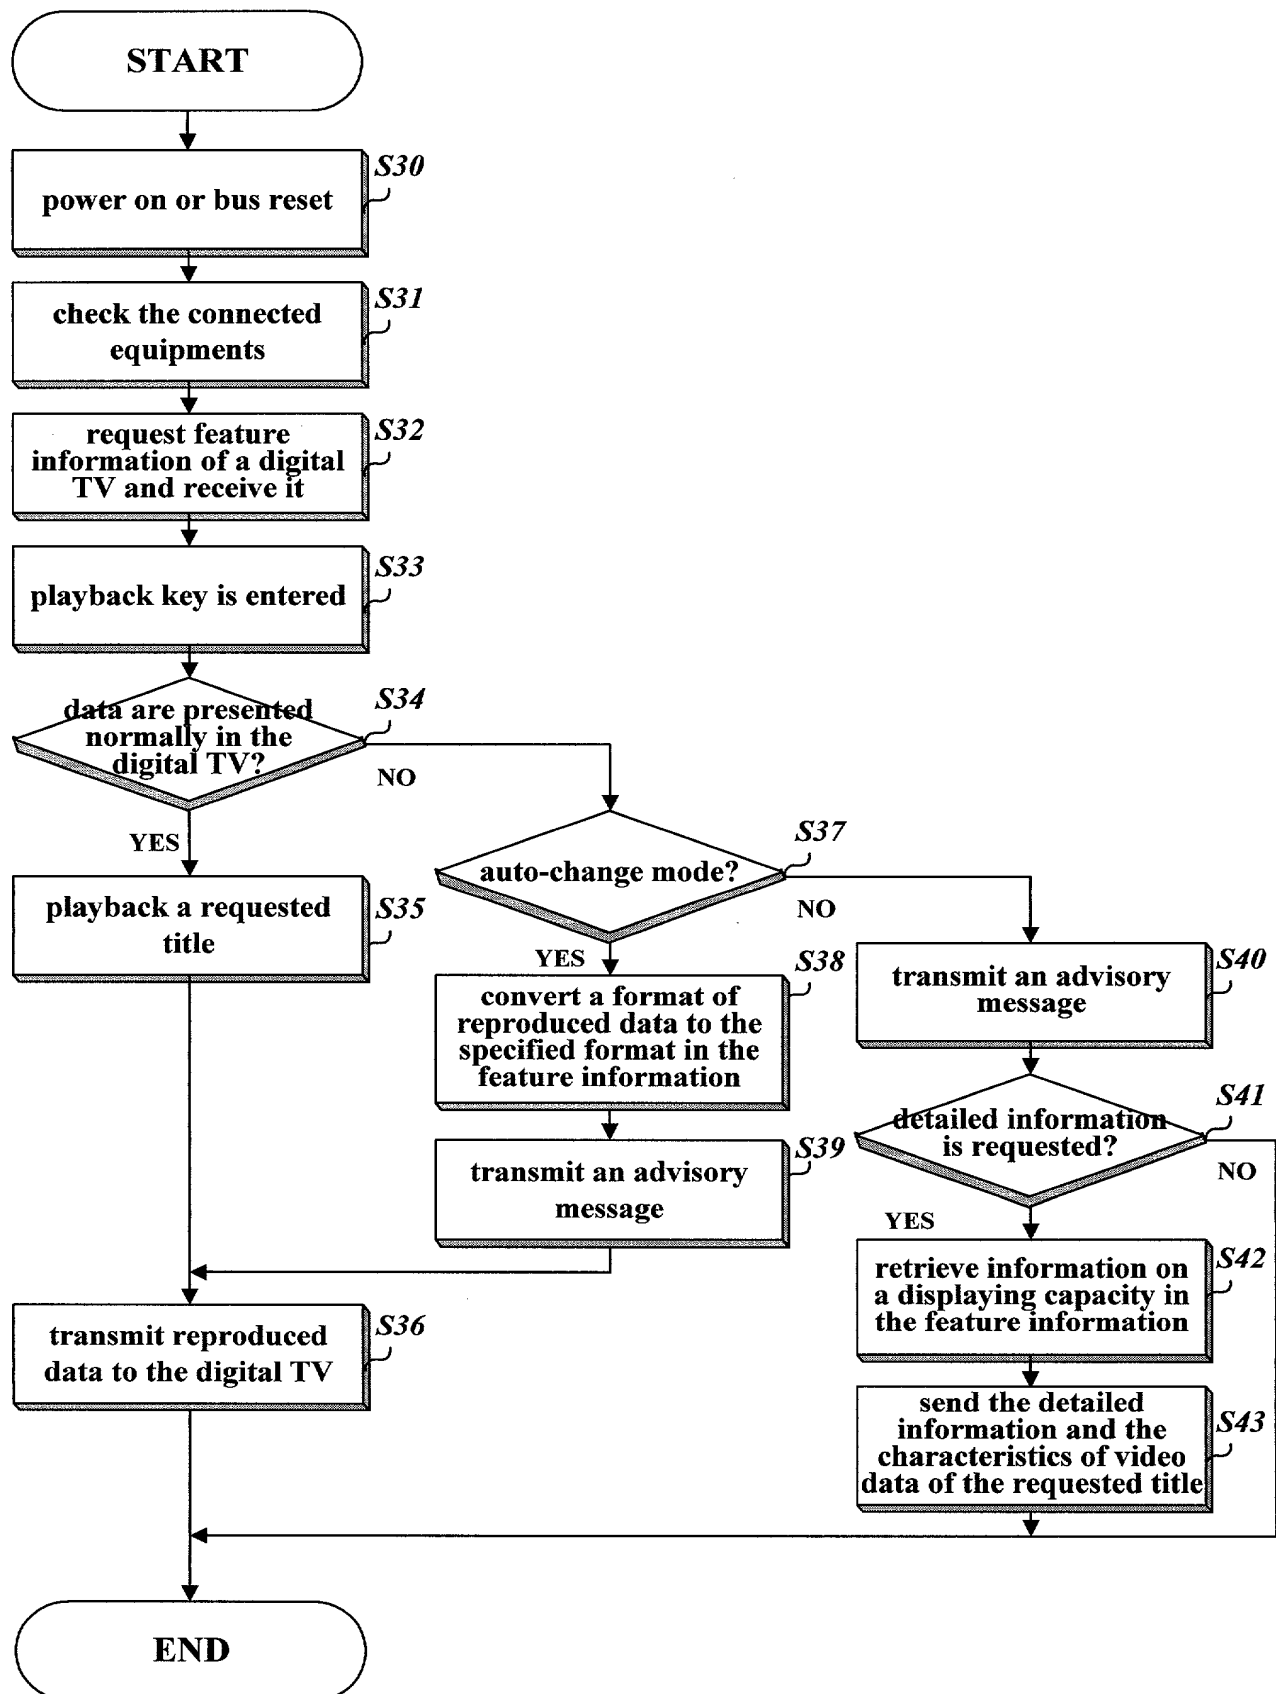 START
S30
power on or bus reset
S31
check the connected
equipments
S32
request feature
information of a digital
TV and receive it
S33
playback key is entered
S34
data are presented
normally in the
digital TV?
NO
YES
S35
playback a requested
title
S37
auto-change mode?
NO
YES
S38
convert a format of
reproduced data to the
specified format in the
feature information
S39
transmit an advisory
message
S36
transmit reproduced
data to the digital TV
S40
transmit an advisory
message
S41
detailed information
is requested?
NO
YES
S42
retrieve information on
a displaying capacity in
the feature information
S43
send the detailed
information and the
characteristics of video
data of the requested title
END